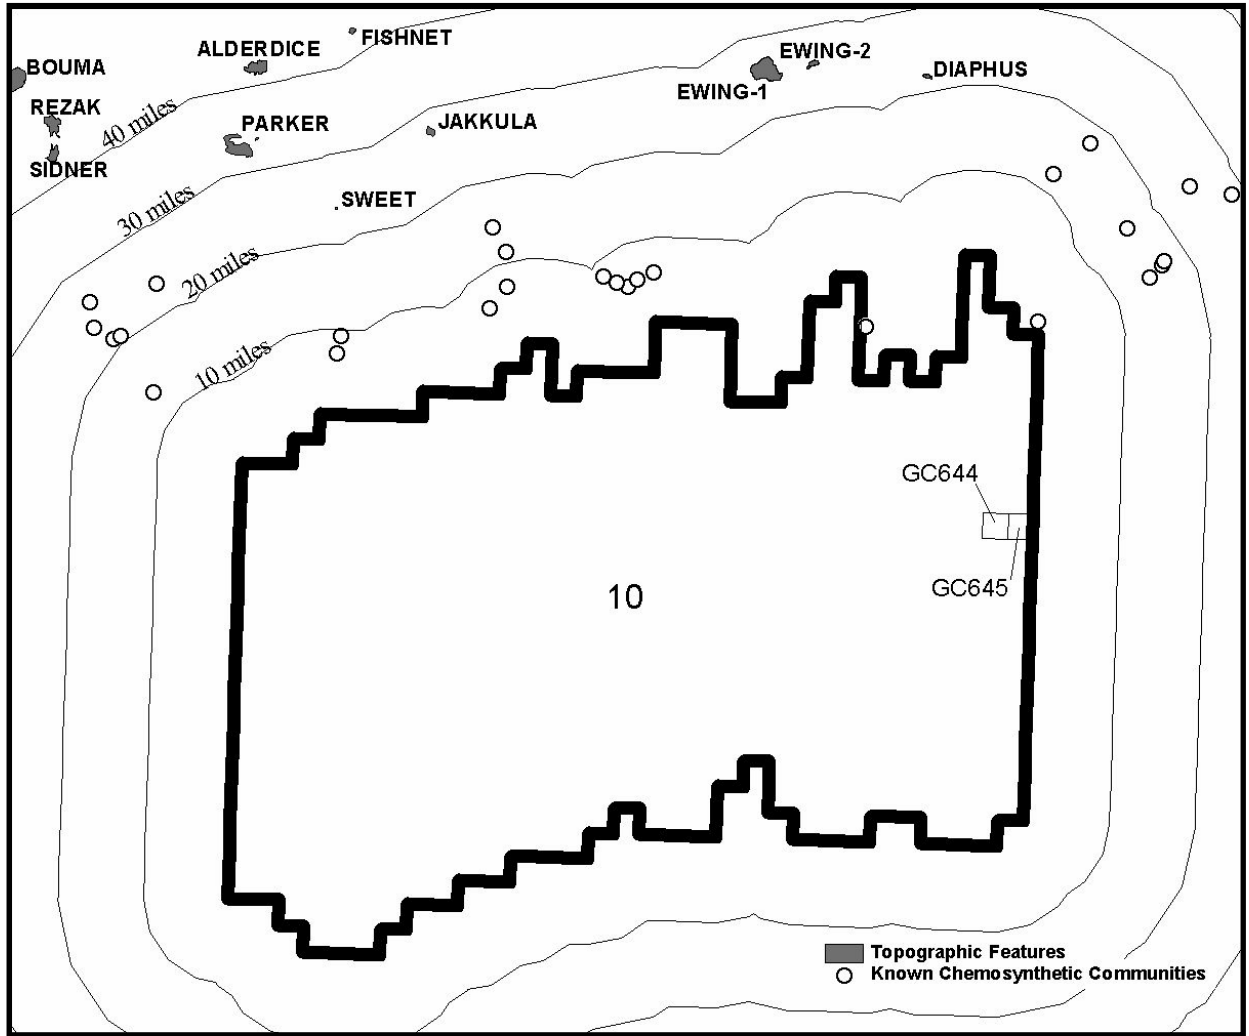 FISHNET
ALDERDICE
EWING-2
BOUMA
DIAPHUS
EWING-1
REZAK
40 miles
PARKER
JAKKULA
SIDNER
30 miles
SWEET
20 miles
10 miles
GC644
GC645
10
Topographic Features
Known Chemosynthetic Communities